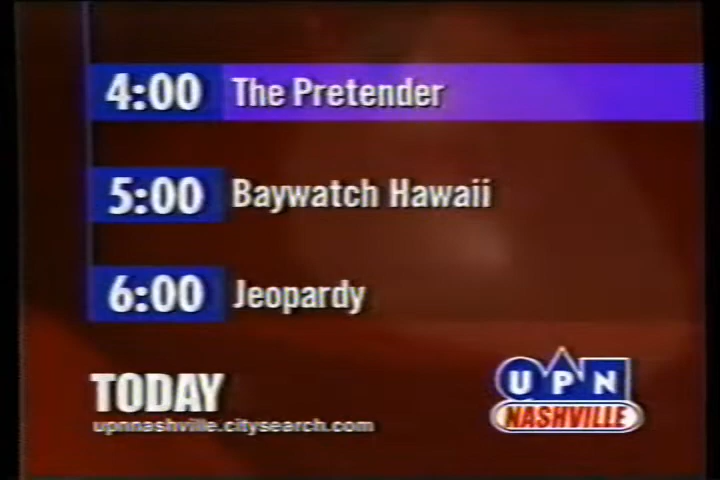 4:00 The Pretender
5:00 Baywatch Hawaii
6:00 Jeopardy
TODAY
upnnashville.citysearch.com
UPN
NASHVILLE